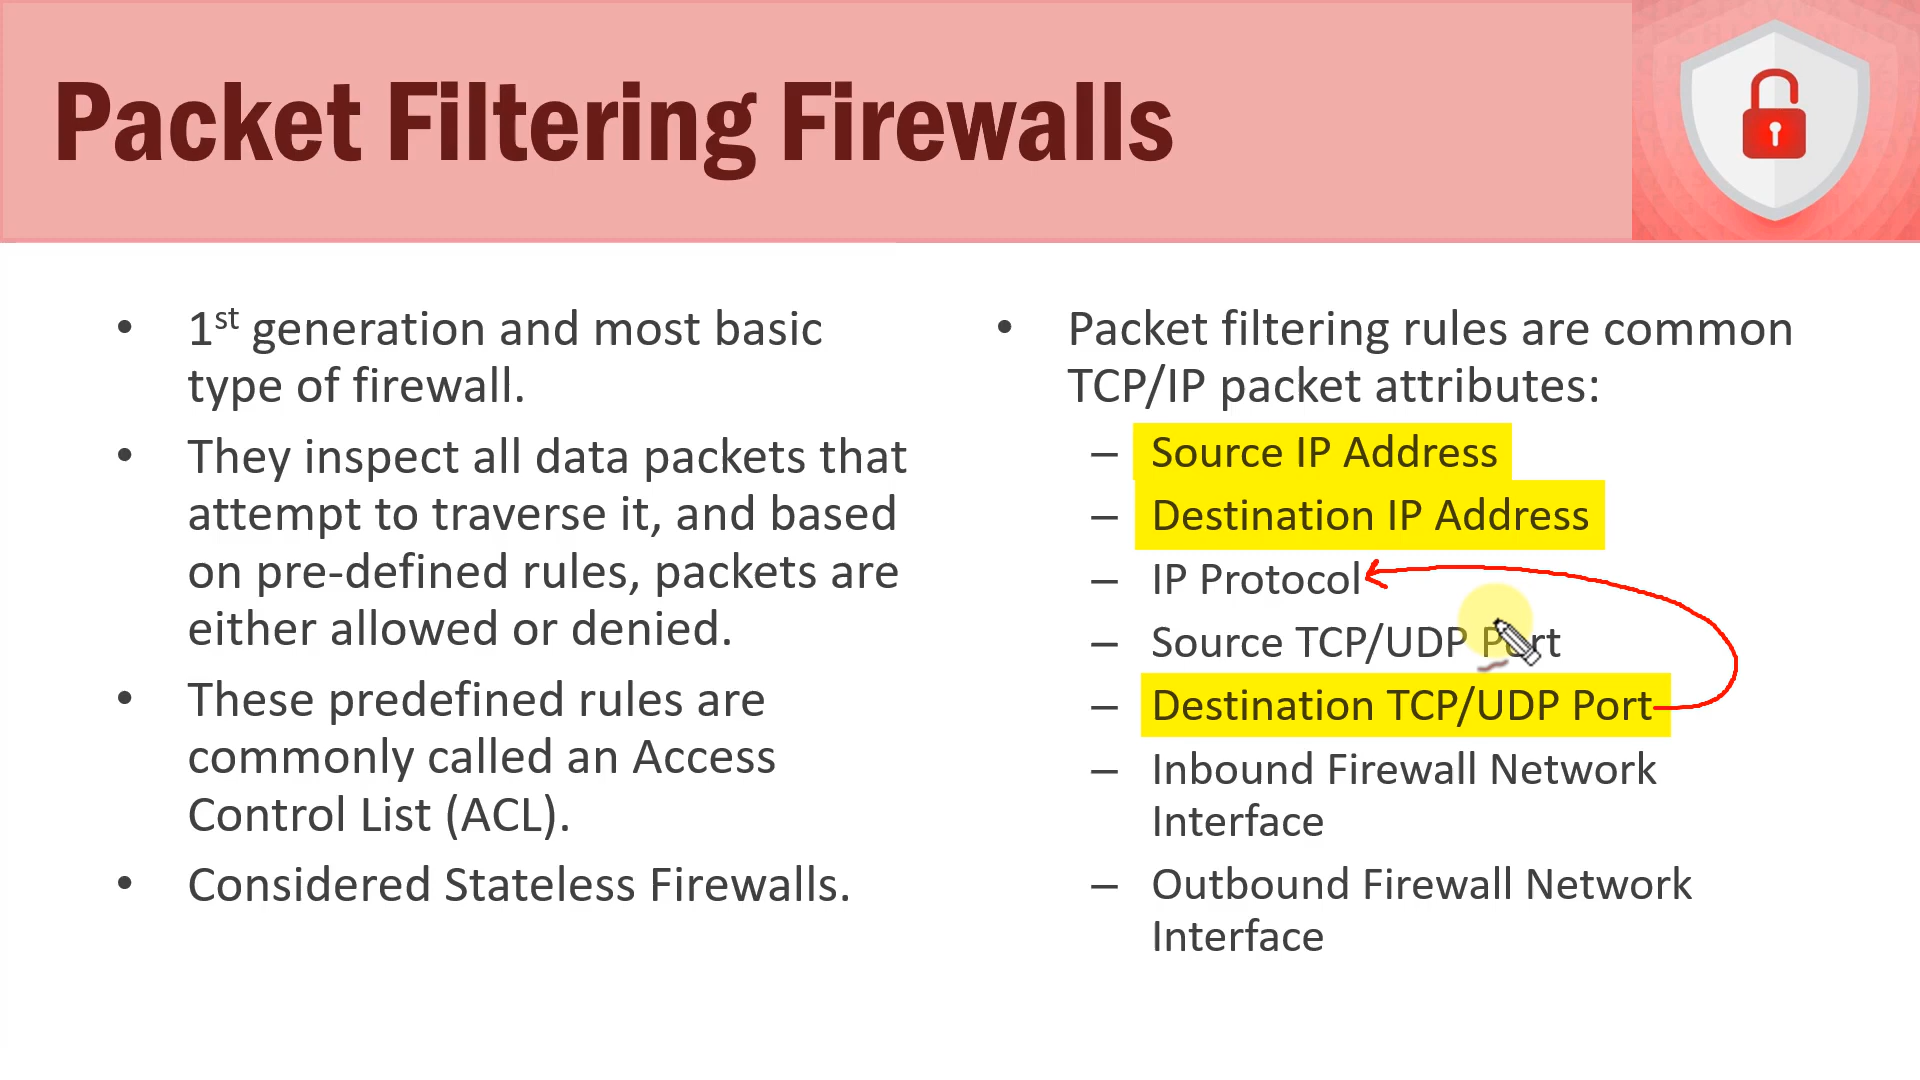 Packet Filtering Firewalls
• 1st generation and most basic
type of firewall.
• They inspect all data packets that
attempt to traverse it, and based
on pre-defined rules, packets are
either allowed or denied.
• These predefined rules are
commonly called an Access
Control List (ACL).
• Considered Stateless Firewalls.
• Packet filtering rules are common
TCP/IP packet attributes:
– Source IP Address
– Destination IP Address
– IP Protocol
– Source TCP/UDP Port
– Destination TCP/UDP Port
– Inbound Firewall Network
Interface
– Outbound Firewall Network
Interface